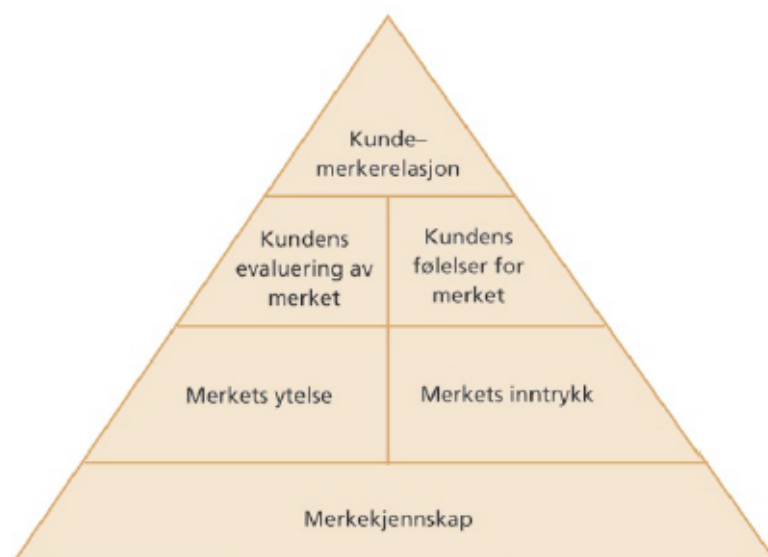 Kunde–
merkerelasjon
Kundens
evaluering av
merket
Kundens
følelser for
merket
Merkets ytelse
Merkets inntrykk
Merkekjennskap